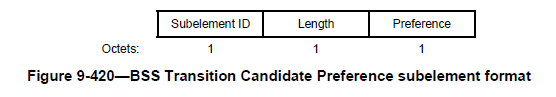 Subelement ID Length Preference
Octets: 1 1 1
Figure 9-420—BSS Transition Candidate Preference subelement format